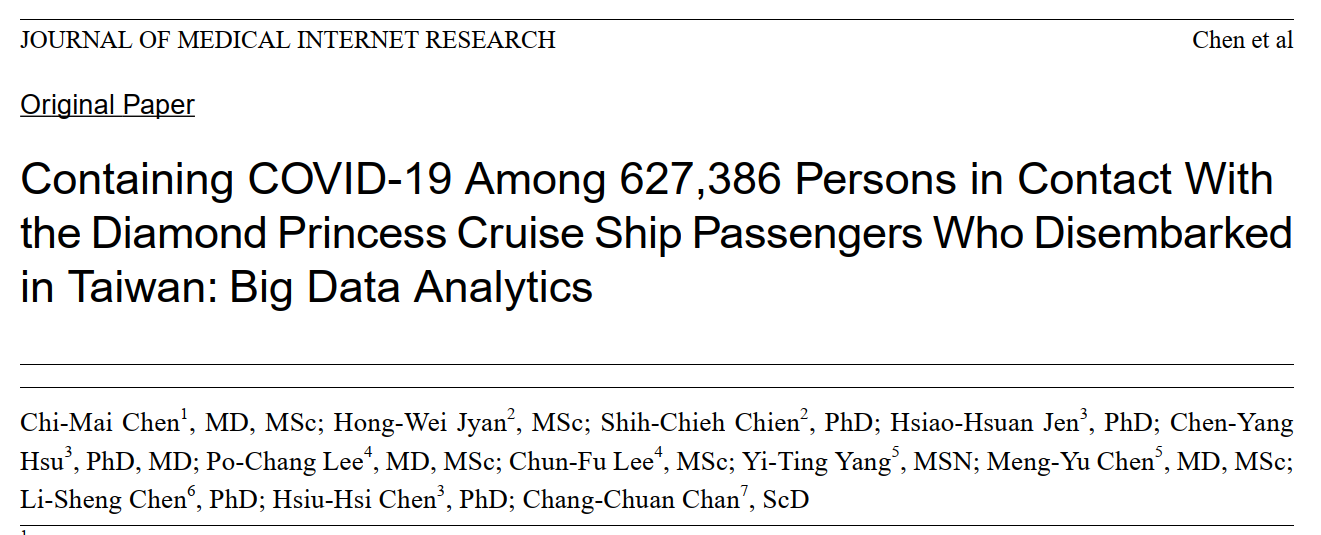 JOURNAL OF MEDICAL INTERNET RESEARCH Chen et al
Original Paper
Containing COVID-19 Among 627,386 Persons in Contact With
the Diamond Princess Cruise Ship Passengers Who Disembarked
in Taiwan: Big Data Analytics
Chi-Mai Chen1, MD, MSc; Hong-Wei Jyan2, MSc; Shih-Chieh Chien2, PhD; Hsiao-Hsuan Jen3, PhD; Chen-Yang
Hsu3, PhD, MD; Po-Chang Lee4, MD, MSc; Chun-Fu Lee4, MSc; Yi-Ting Yang5, MSN; Meng-Yu Chen5, MD, MSc;
Li-Sheng Chen6, PhD; Hsiu-Hsi Chen3, PhD; Chang-Chuan Chan7, ScD